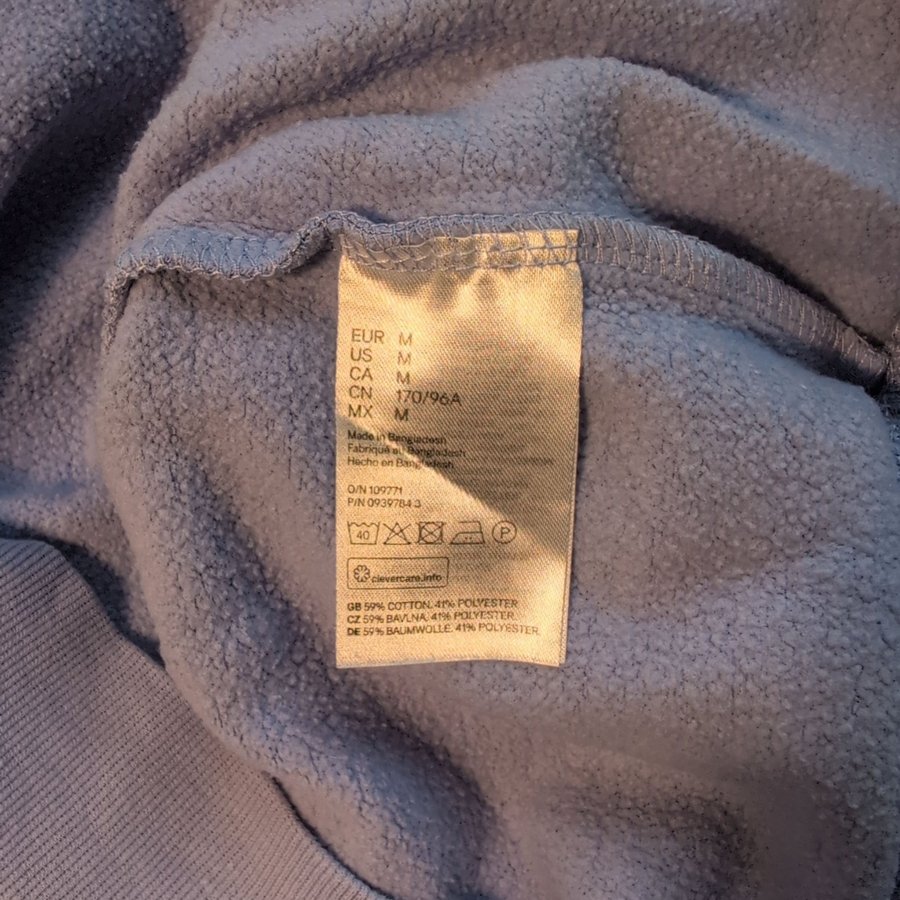 EUR M
US M
CA M
CN 170/96A
MX M
Made in Bangladesh
Fabriqué au Bangladesh
Hecho en Bangladesh
O/N 109771
P/N 0939784 3
40 P
clevercare.info
GB 59% COTTON. 41% POLYESTER
CZ 59% BAVLNA. 41% POLYESTER.
DE 59% BAUMWOLLE. 41% POLYESTER.